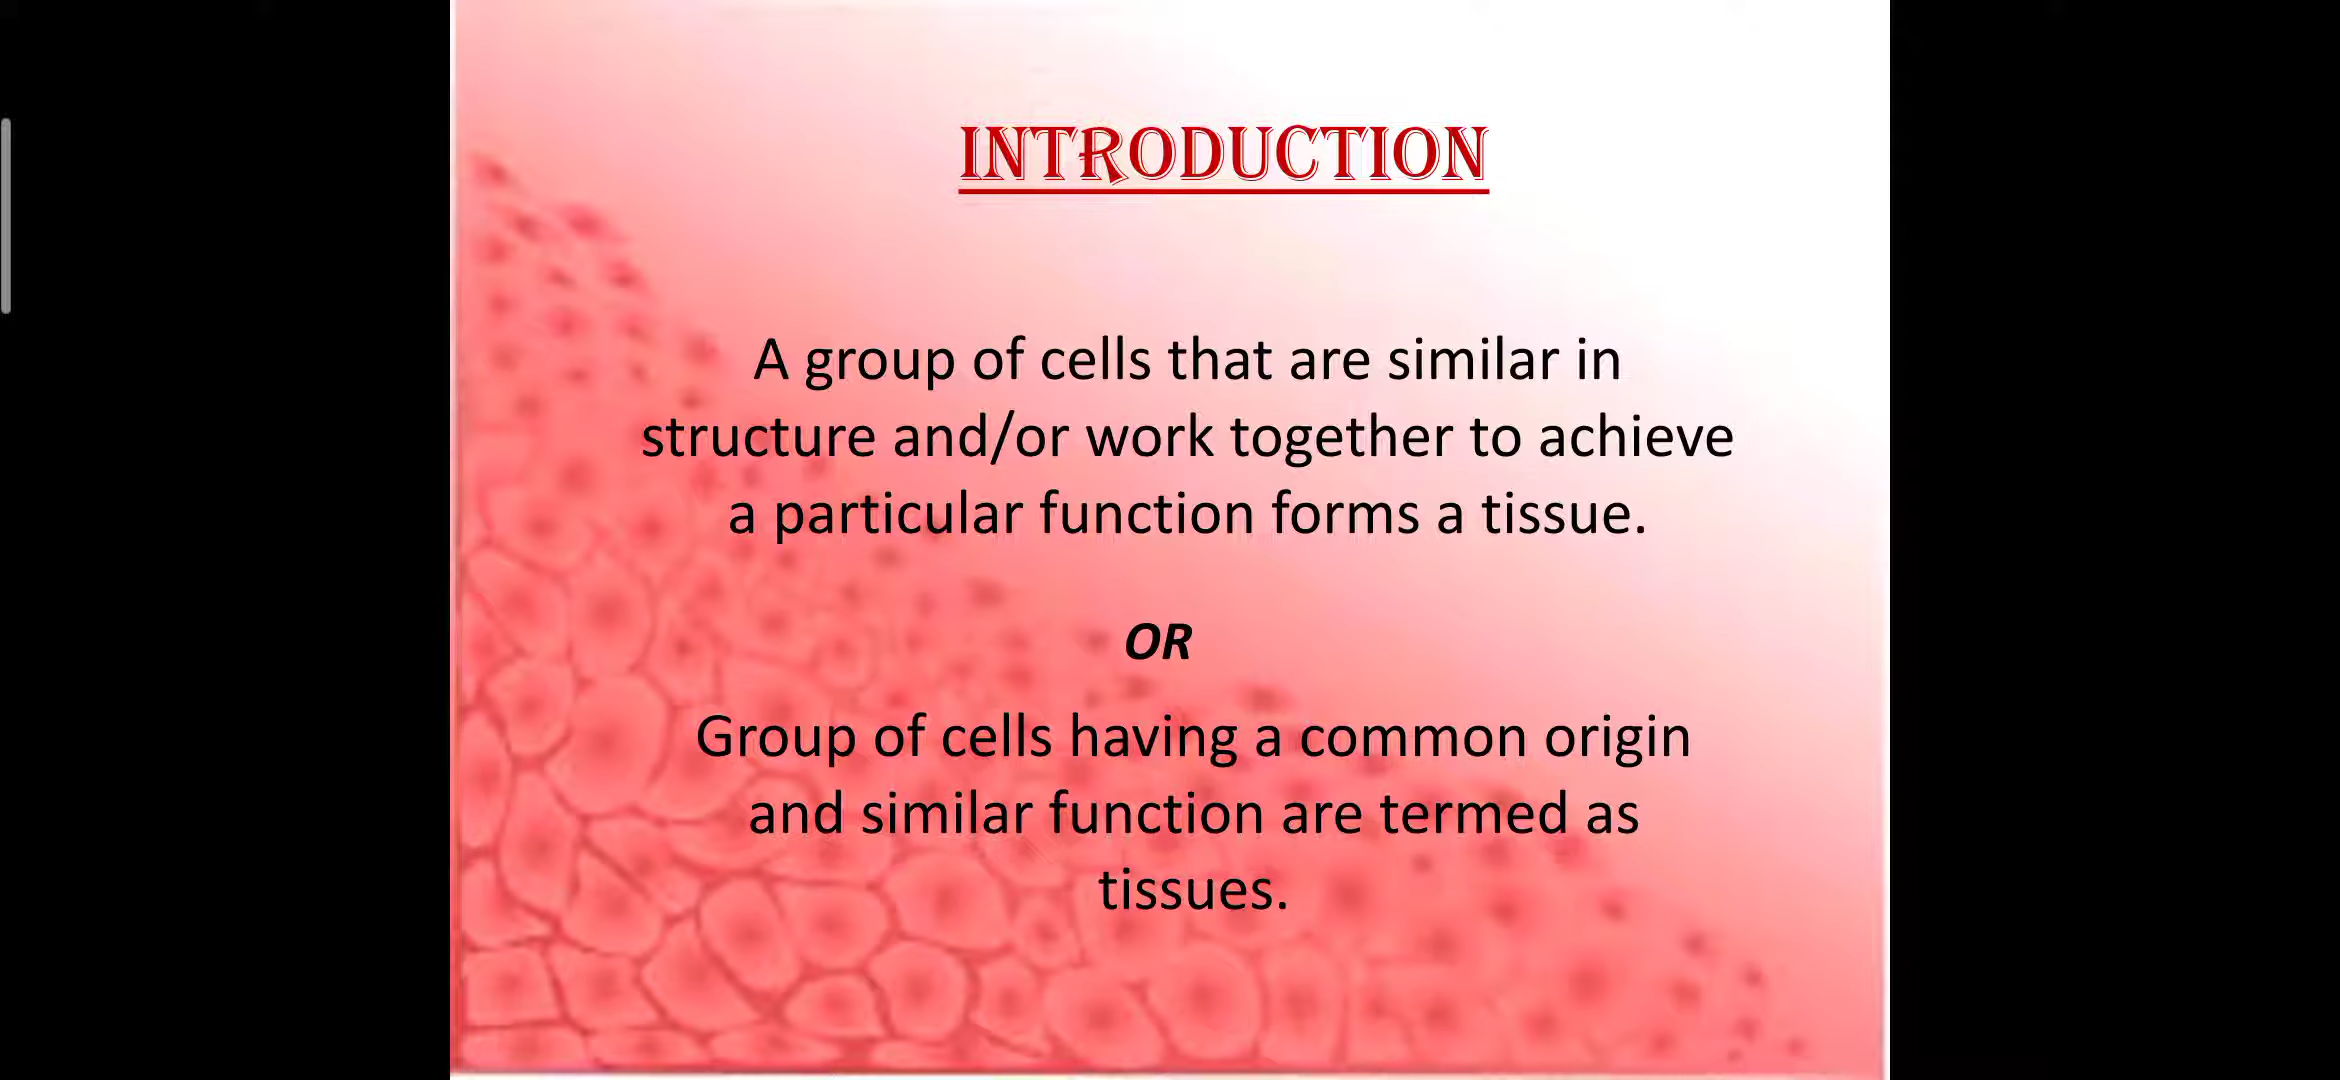 INTRODUCTION
A group of cells that are similar in
structure and/or work together to achieve
a particular function forms a tissue.
OR
Group of cells having a common origin
and similar function are termed as
tissues.